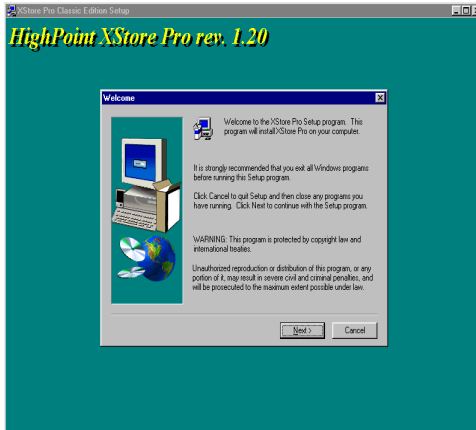 XStore Pro Classic Edition Setup
HighPoint XStore Pro rev. 1.20
Welcome
Welcome to the XStore Pro Setup program. This
program will install XStore Pro on your computer.
It is strongly recommended that you exit all Windows programs
before running this Setup program.
Click Cancel to quit Setup and then close any programs you
have running. Click Next to continue with the Setup program.
WARNING: This program is protected by copyright law and
international treaties.
Unauthorized reproduction or distribution of this program, or any
portion of it, may result in severe civil and criminal penalties, and
will be prosecuted to the maximum extent possible under law.
Next >
Cancel